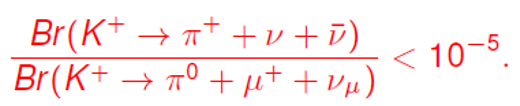 Br(K⁺ → π⁺ + ν + ν̄)
Br(K⁺ → π⁰ + μ⁺ + ν_μ) < 10⁻⁵.